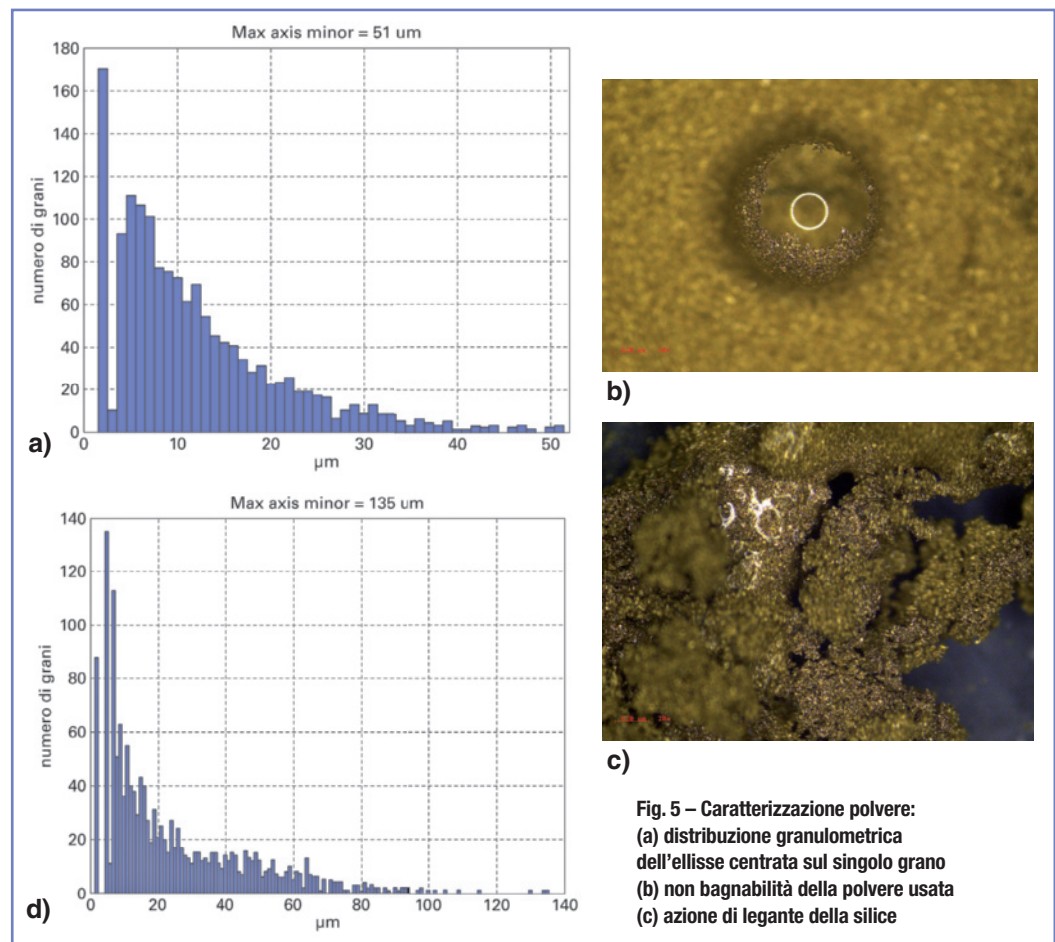 Max axis minor = 51 um
180
160
140
120
100
80
60
40
20
0
numero di grani
0
10
20
30
40
50
µm
a)
b)
Max axis minor = 135 um
140
120
100
80
60
40
20
0
numero di grani
0
20
40
60
80
100
120
140
µm
d)
c)
Fig. 5 – Caratterizzazione polvere:
(a) distribuzione granulometrica
dell'ellisse centrata sul singolo grano
(b) non bagnabilità della polvere usata
(c) azione di legante della silice